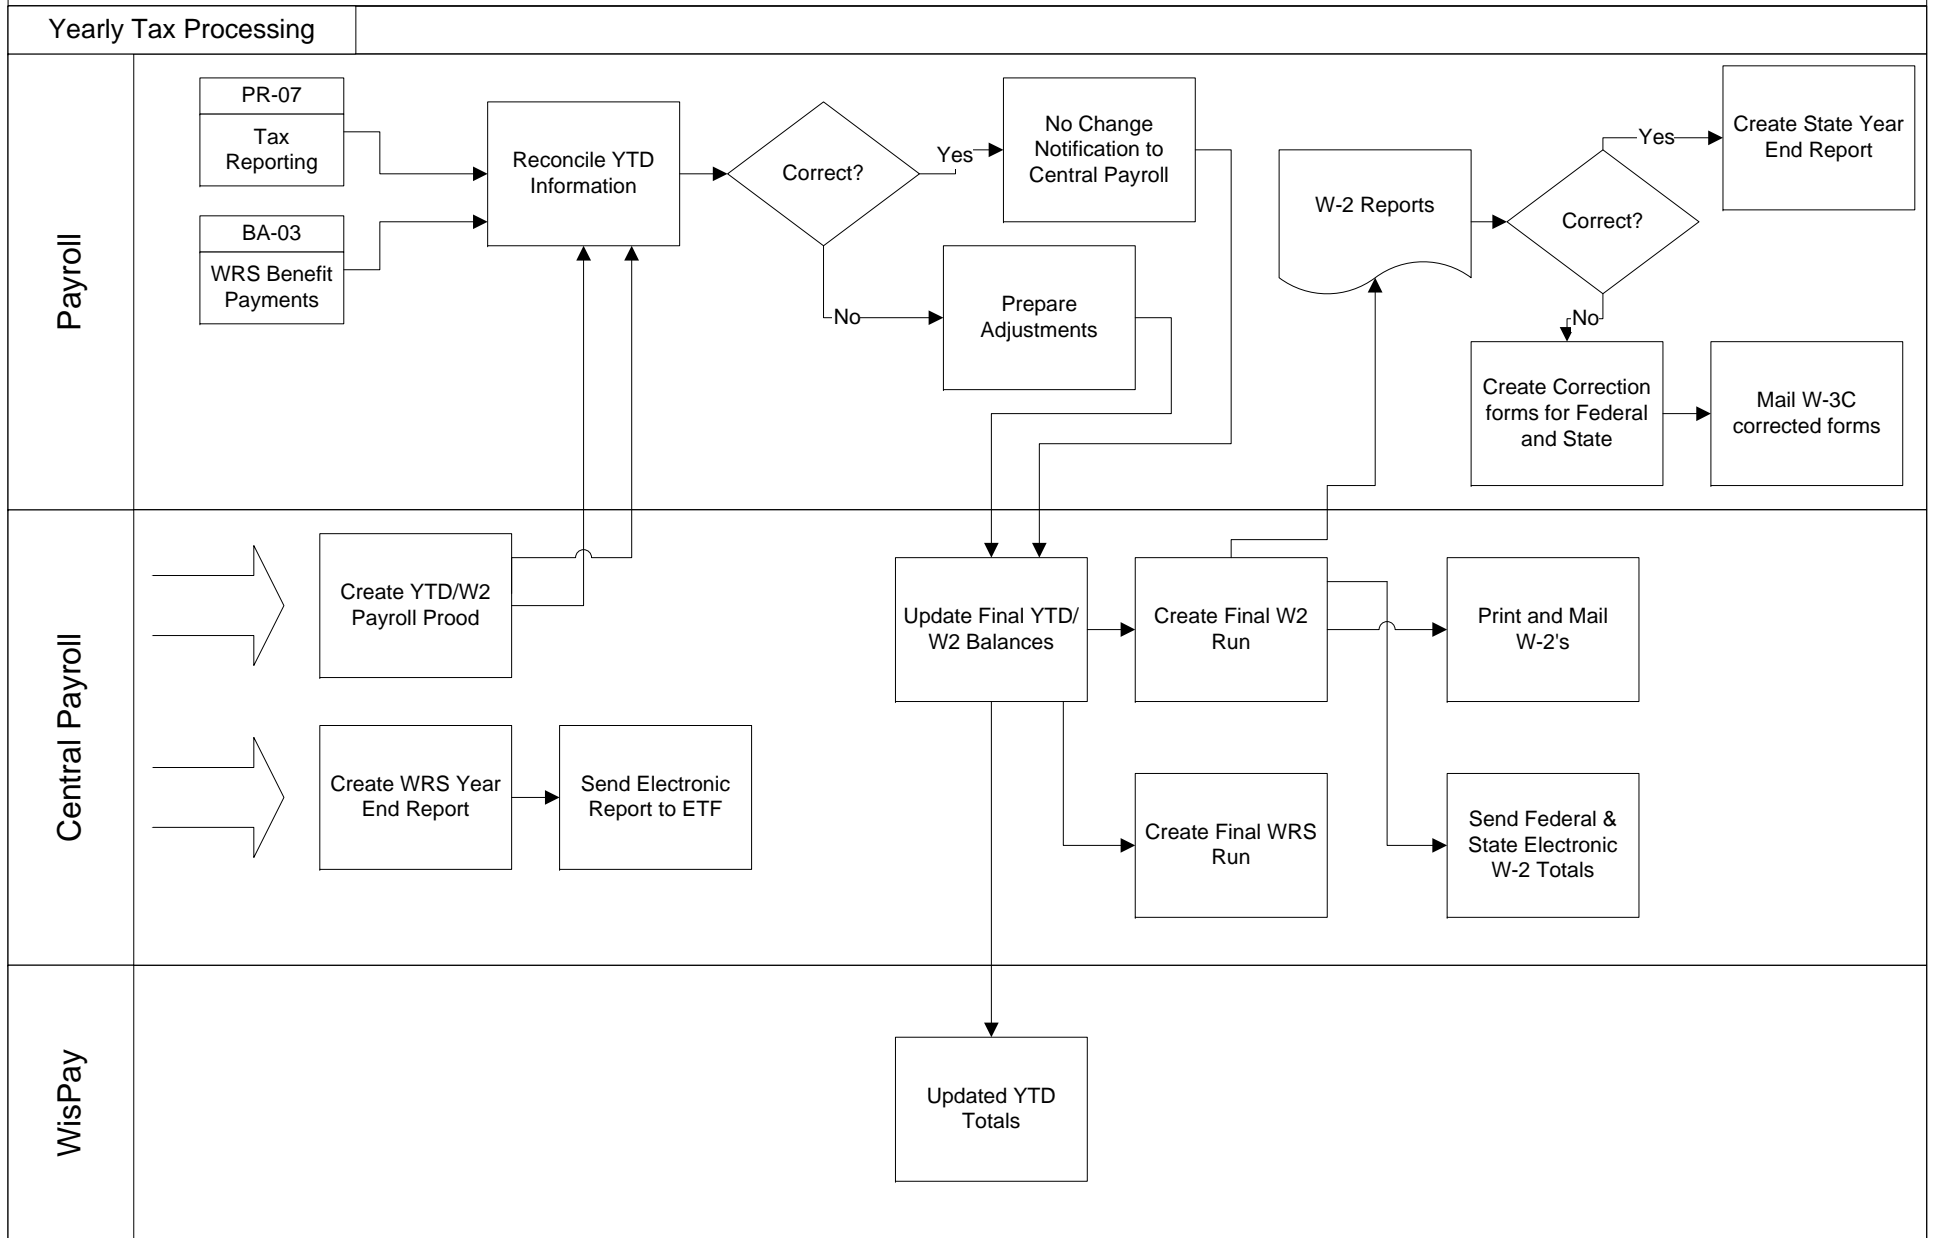 Yearly Tax Processing
Payroll
PR-07
Tax
Reporting
BA-03
WRS Benefit
Payments
Reconcile YTD
Information
Correct?
Yes
No
No Change
Notification to
Central Payroll
Prepare
Adjustments
W-2 Reports
Correct?
Yes
No
Create State Year
End Report
Create Correction
forms for Federal
and State
Mail W-3C
corrected forms
Central Payroll
Create YTD/W2
Payroll Prood
Create WRS Year
End Report
Send Electronic
Report to ETF
Update Final YTD/
W2 Balances
Create Final W2
Run
Print and Mail
W-2's
Create Final WRS
Run
Send Federal &
State Electronic
W-2 Totals
WisPay
Updated YTD
Totals